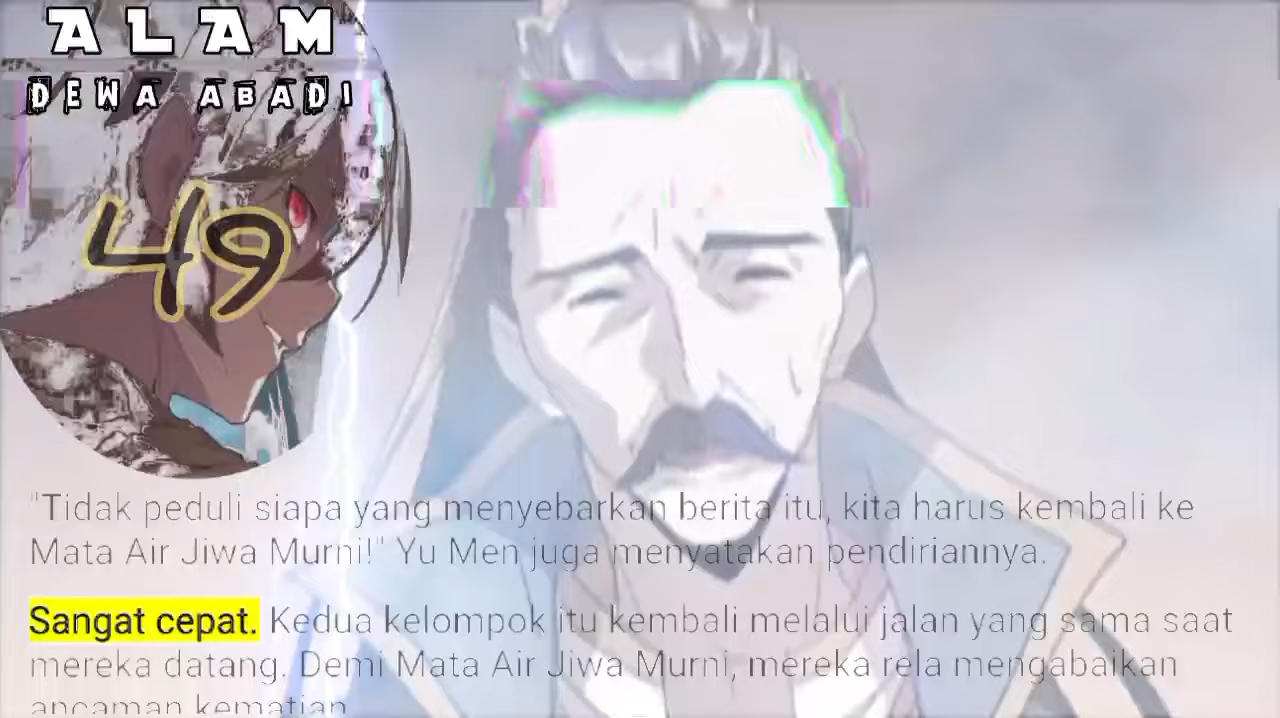 ALAM
DEWA ABADI
49
"Tidak peduli siapa yang menyebarkan berita itu, kita harus kembali ke
Mata Air Jiwa Murni!" Yu Men juga menyatakan pendiriannya.
Sangat cepat. Kedua kelompok itu kembali melalui jalan yang sama saat
mereka datang. Demi Mata Air Jiwa Murni, mereka rela mengabaikan
ancaman kematian